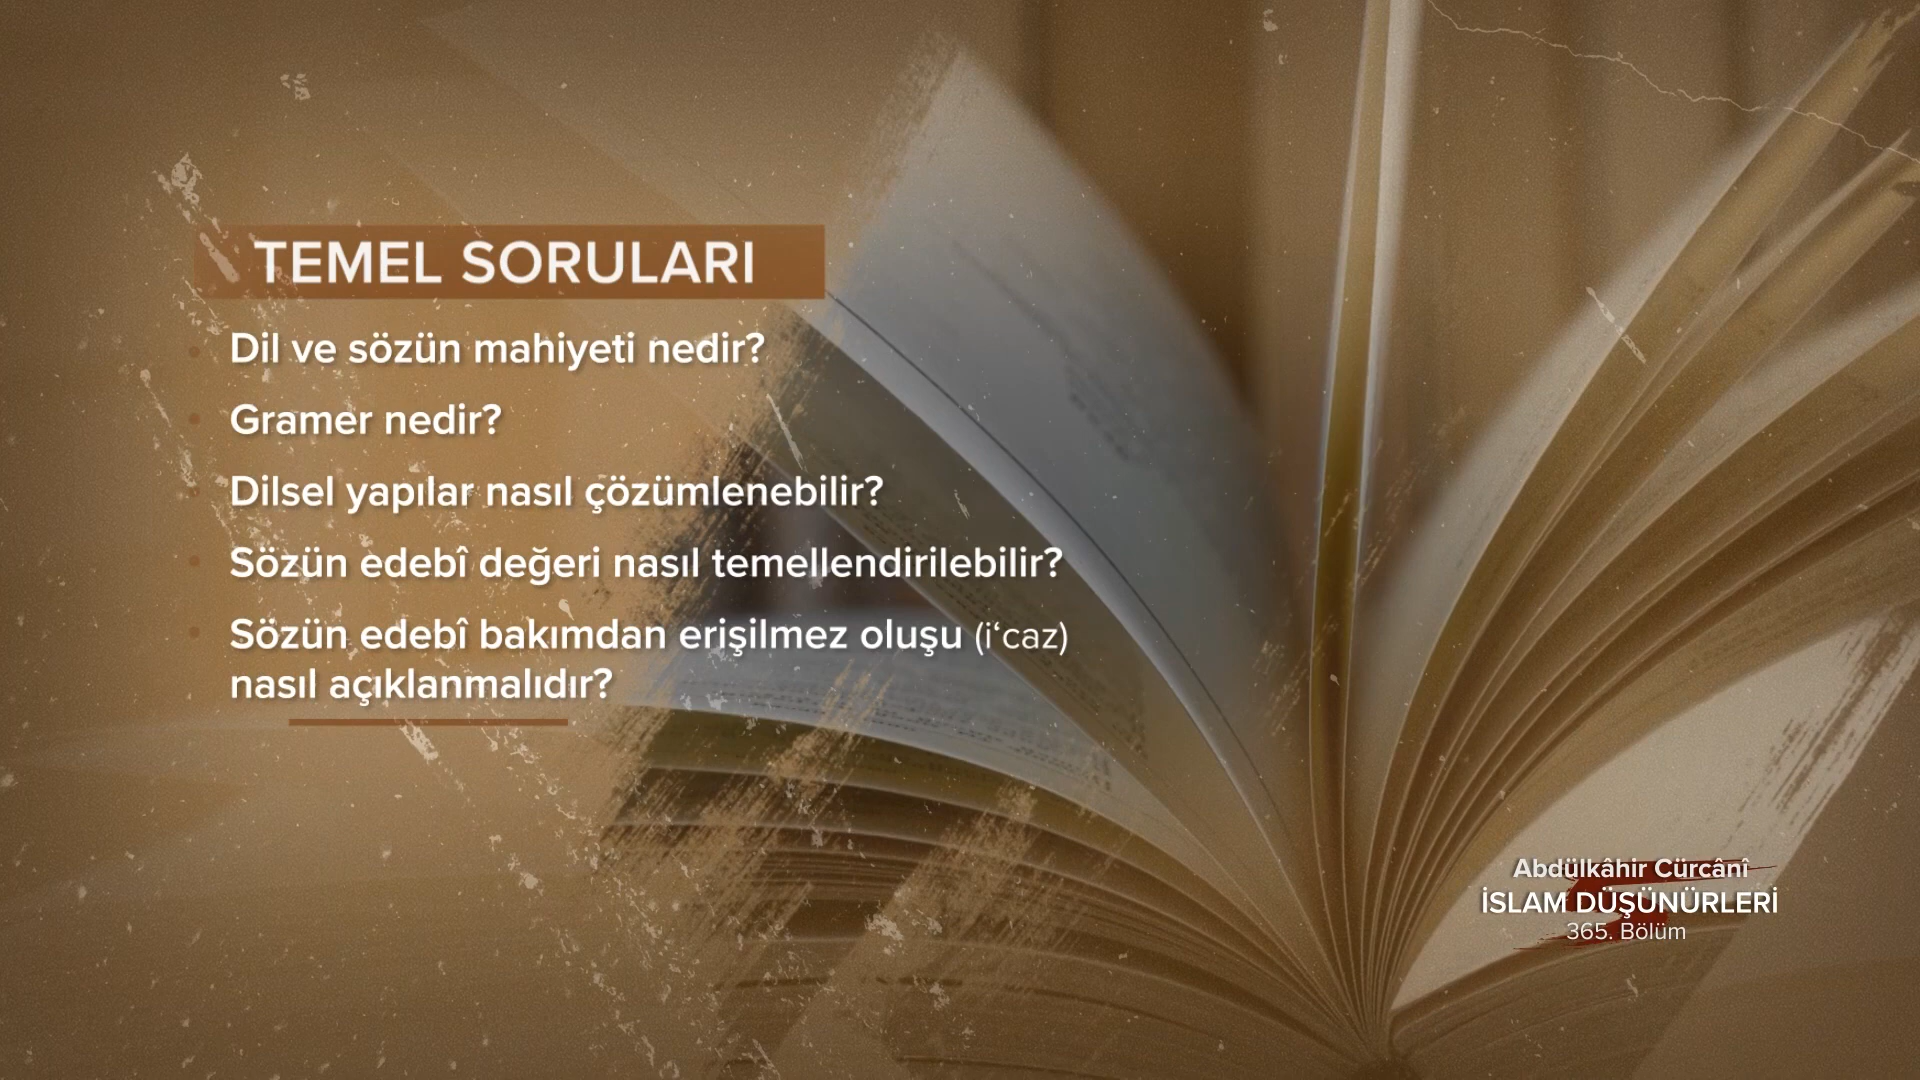 TEMEL SORULARI
Dil ve sözün mahiyeti nedir?
Gramer nedir?
Dilsel yapılar nasıl çözümlenebilir?
Sözün edebî değeri nasıl temellendirilebilir?
Sözün edebî bakımdan erişilmez oluşu (i‘caz)
nasıl açıklanmalıdır?
Abdülkâhir Cürcânî
İSLAM DÜŞÜNÜRLERİ
365. Bölüm